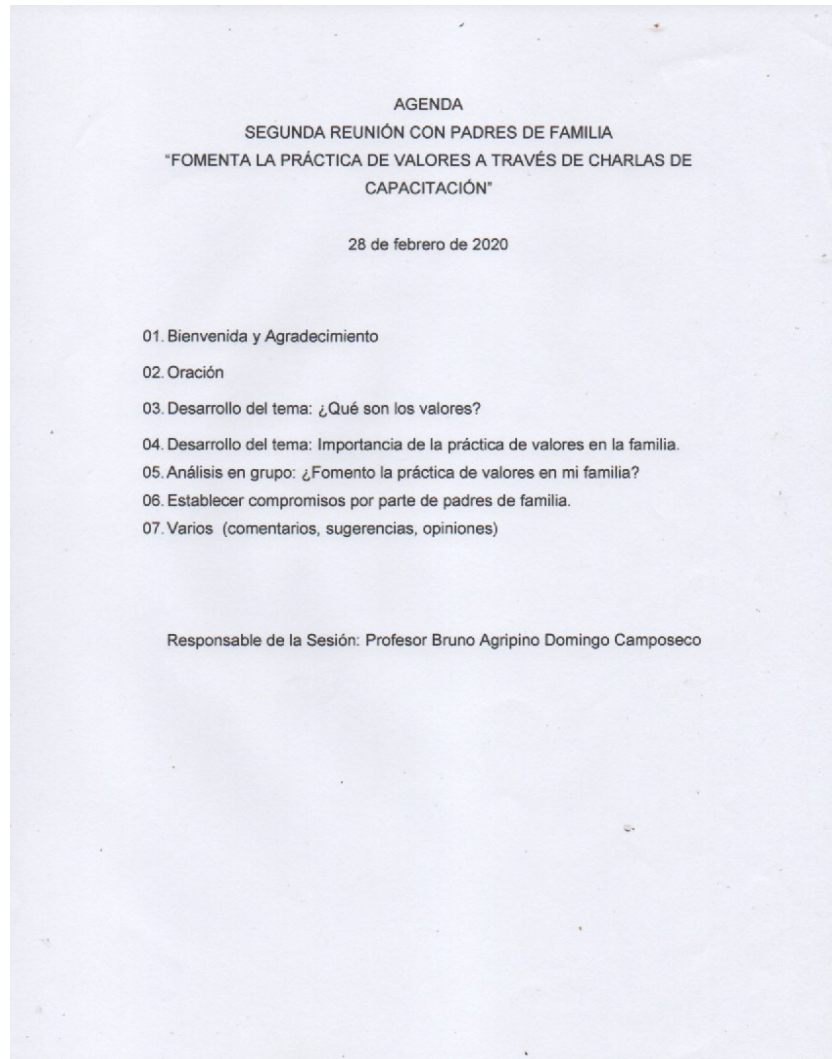 AGENDA
SEGUNDA REUNIÓN CON PADRES DE FAMILIA
"FOMENTA LA PRÁCTICA DE VALORES A TRAVÉS DE CHARLAS DE
CAPACITACIÓN"
28 de febrero de 2020
01. Bienvenida y Agradecimiento
02. Oración
03. Desarrollo del tema: ¿Qué son los valores?
04. Desarrollo del tema: Importancia de la práctica de valores en la familia.
05. Análisis en grupo: ¿Fomento la práctica de valores en mi familia?
06. Establecer compromisos por parte de padres de familia.
07. Varios (comentarios, sugerencias, opiniones)
Responsable de la Sesión: Profesor Bruno Agripino Domingo Camposeco